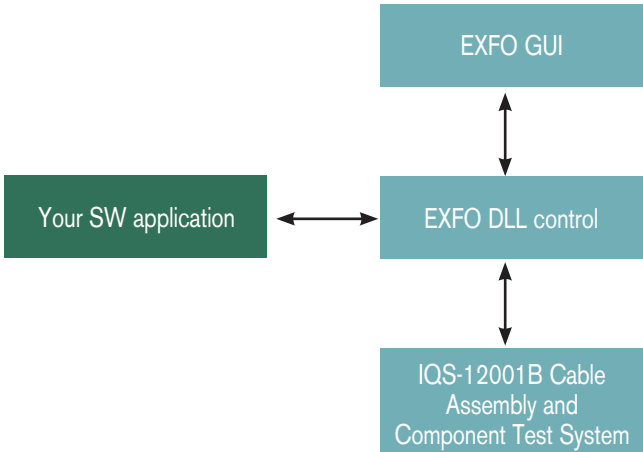 EXFO GUI
Your SW application
EXFO DLL control
IQS-12001B Cable
Assembly and
Component Test System